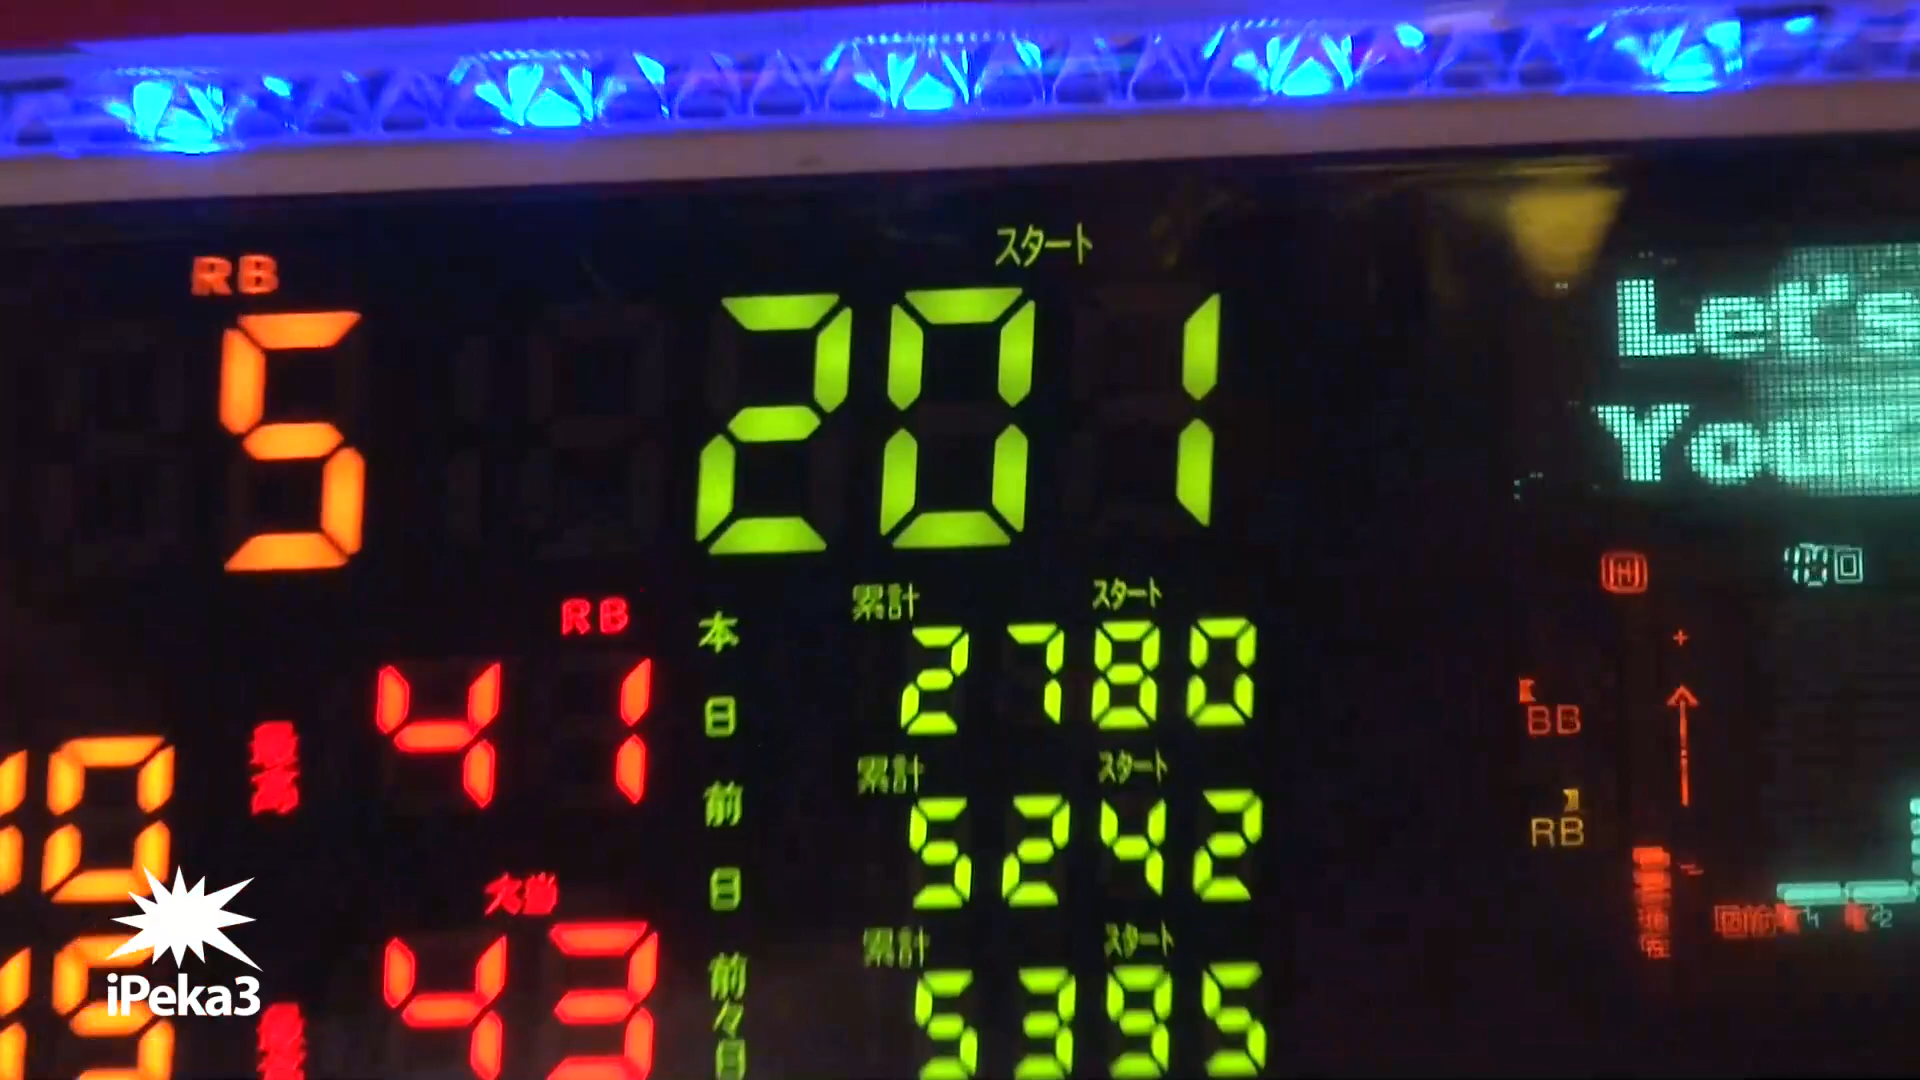 スタート
RB
5 201
Let's
You
累計 スタート
RB
本日 2780
41
最高
BB
累計 スタート
前日 5242
RB
10
大当
累計 スタート
前々日 5395
43
iPeka3